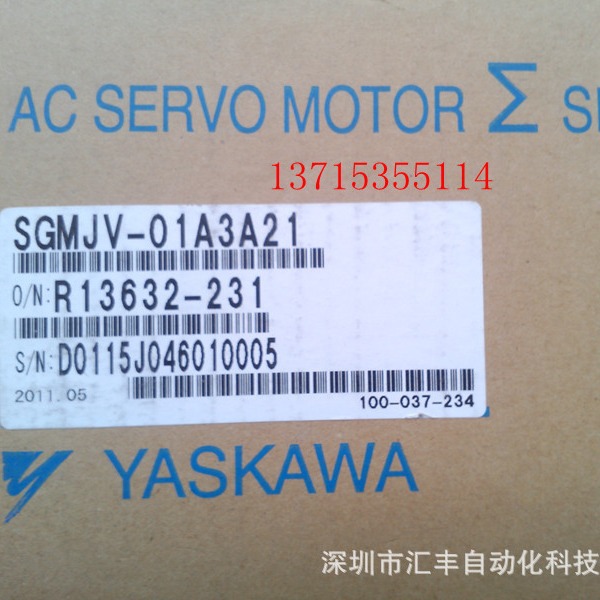 AC SERVO MOTOR Σ SE
13715355114
SGMJV-01A3A21
O/N: R13632-231
S/N: D0115J046010005
2011.05
100-037-234
YASKAWA
深圳市汇丰自动化科技